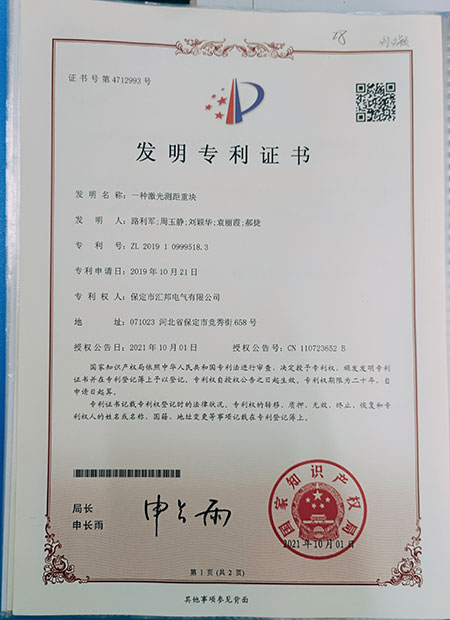 证书号第4712993号
发明专利证书
发明名称：一种激光测距重块
发明人：路利军;周玉静;刘颖华;袁丽霞;郝捷
专利号：ZL 2019 1 0999518.3
专利申请日：2019年10月21日
专利权人：保定市汇邦电气有限公司
地址：071023 河北省保定市竞秀街658号
授权公告日：2021年10月01日 授权公告号：CN 110723652 B
国家知识产权局依照中华人民共和国专利法进行审查，决定授予专利权，颁发发明专利
证书并在专利登记簿上予以登记。专利权自授权公告之日起生效。专利权期限为二十年，自
申请日起算。
专利证书记载专利权登记时的法律状况。专利权的转移、质押、无效、终止、恢复和专利
权人的姓名或名称、国籍、地址变更等事项记载在专利登记簿上。
局长
申长雨
申长雨
国家知识产权局
2021年10月01日
第1页(共2页)
其他事项参见背面